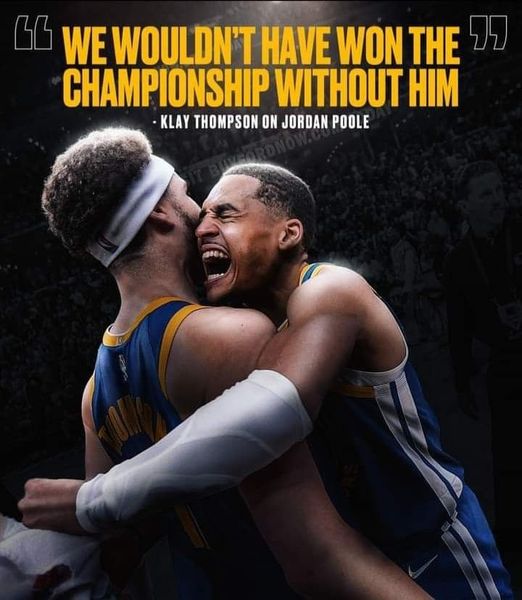 “ WE WOULDN'T HAVE WON THE ”
CHAMPIONSHIP WITHOUT HIM
- KLAY THOMPSON ON JORDAN POOLE